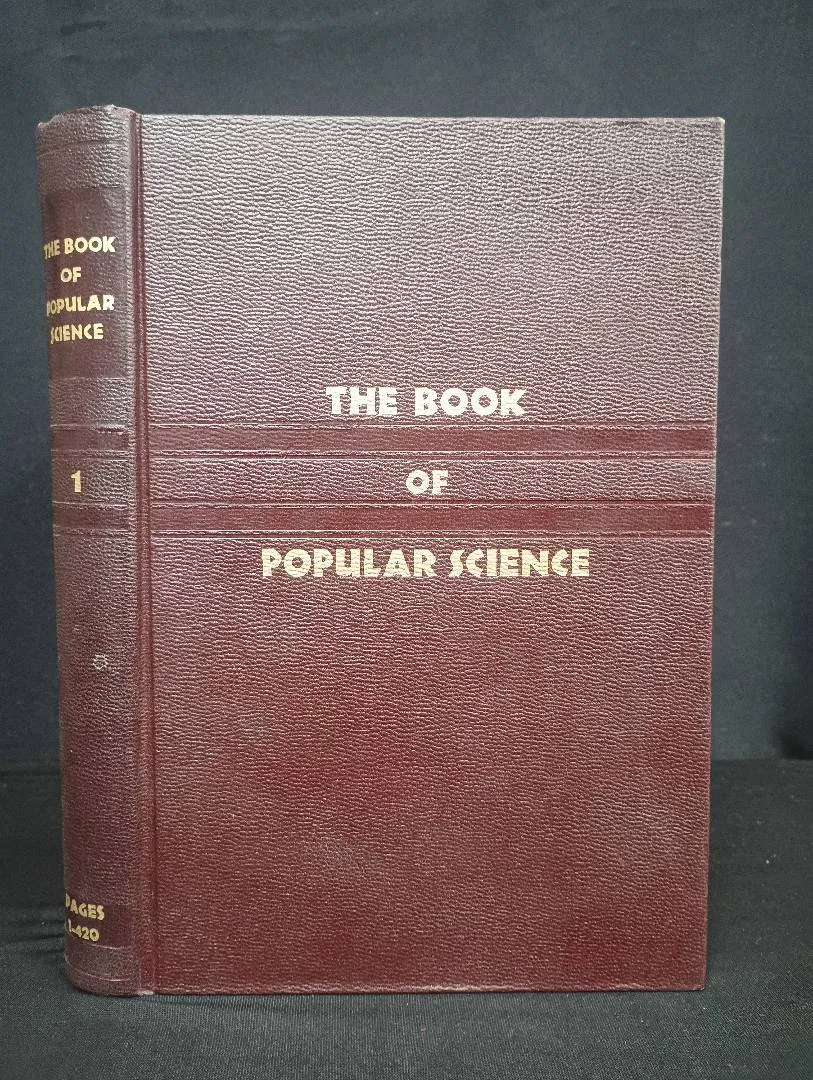 THE BOOK
OF
POPULAR
SCIENCE
1
PAGES
1-420
THE BOOK
OF
POPULAR SCIENCE